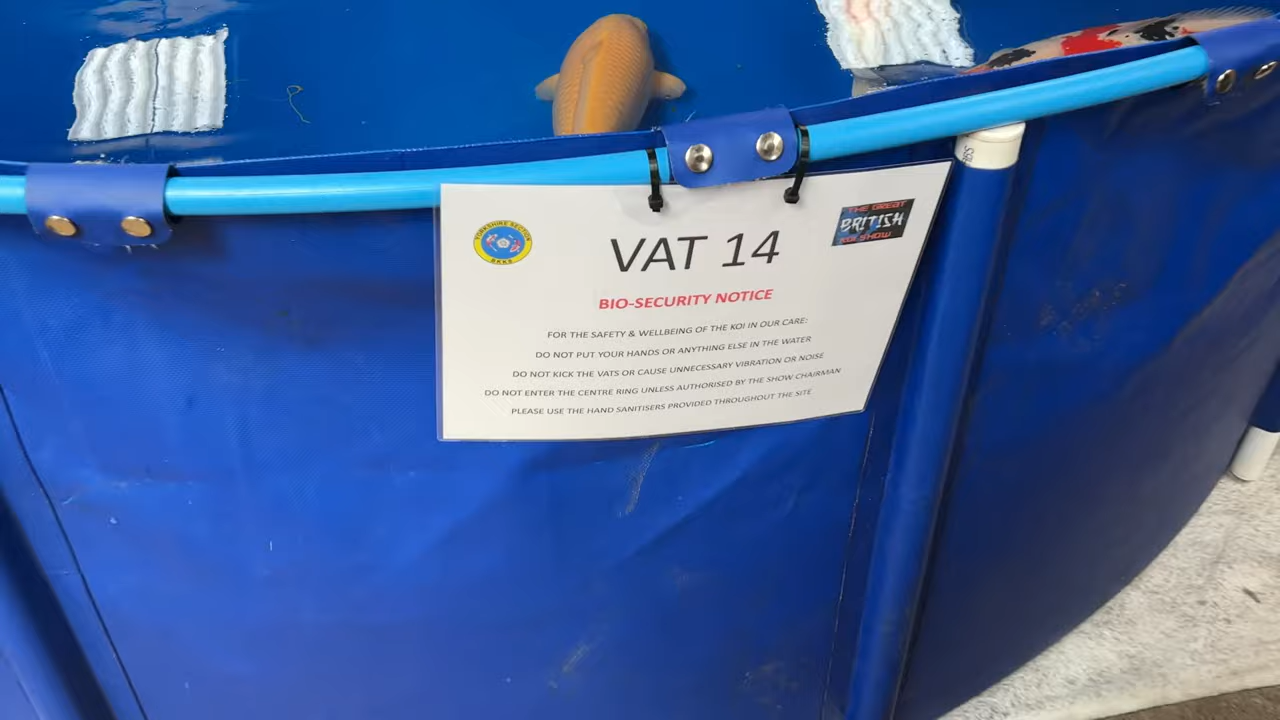 YORKSHIRE SECTION
BKKS
THE GREAT
BRITISH
KOI SHOW
VAT 14
BIO-SECURITY NOTICE
FOR THE SAFETY & WELLBEING OF THE KOI IN OUR CARE:
DO NOT PUT YOUR HANDS OR ANYTHING ELSE IN THE WATER
DO NOT KICK THE VATS OR CAUSE UNNECESSARY VIBRATION OR NOISE
DO NOT ENTER THE CENTRE RING UNLESS AUTHORISED BY THE SHOW CHAIRMAN
PLEASE USE THE HAND SANITISERS PROVIDED THROUGHOUT THE SITE